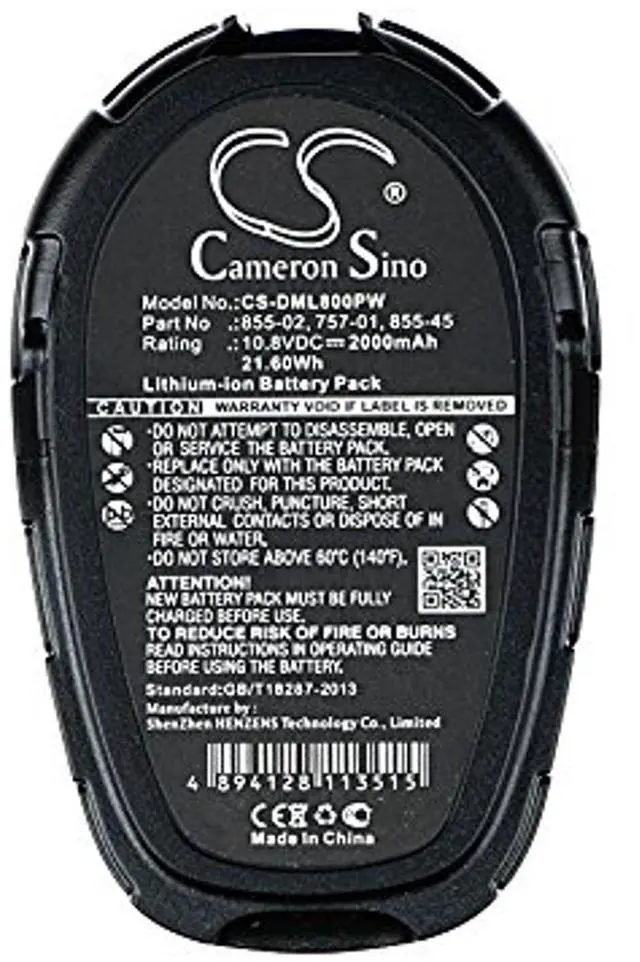 CS
®
Cameron Sino
Model No.:CS-DML800PW
Part No .:855-02, 757-01, 855-45
Rating .:10.8VDC⎓2000mAh
21.60Wh
Lithium-ion Battery Pack
CAUTION WARRANTY VOID IF LABEL IS REMOVED
·DO NOT ATTEMPT TO DISASSEMBLE, OPEN
OR SERVICE THE BATTERY PACK.
·REPLACE ONLY WITH THE BATTERY PACK
DESIGNATED FOR THIS PRODUCT.
·DO NOT CRUSH, PUNCTURE, SHORT
EXTERNAL CONTACTS OR DISPOSE OF IN
FIRE OR WATER.
·DO NOT STORE ABOVE 60°C (140°F).
ATTENTION!
NEW BATTERY PACK MUST BE FULLY
CHARGED BEFORE USE.
TO REDUCE RISK OF FIRE OR BURNS
READ INSTRUCTIONS IN OPERATING GUIDE
BEFORE USING THE BATTERY.
Standard:GB/T18287-2013
Manufacture by :
ShenZhen HENZENS Technology Co., Limited
4 894128 113515
CE
Made In China